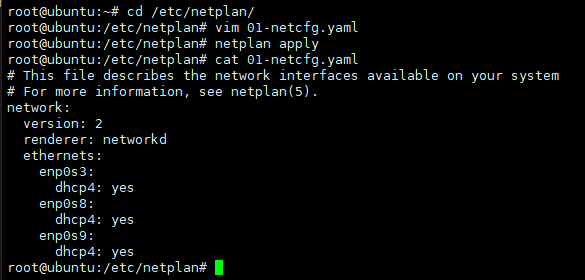 root@ubuntu:~# cd /etc/netplan/
root@ubuntu:/etc/netplan# vim 01-netcfg.yaml
root@ubuntu:/etc/netplan# netplan apply
root@ubuntu:/etc/netplan# cat 01-netcfg.yaml
# This file describes the network interfaces available on your system
# For more information, see netplan(5).
network:
  version: 2
  renderer: networkd
  ethernets:
    enp0s3:
      dhcp4: yes
    enp0s8:
      dhcp4: yes
    enp0s9:
      dhcp4: yes
root@ubuntu:/etc/netplan#